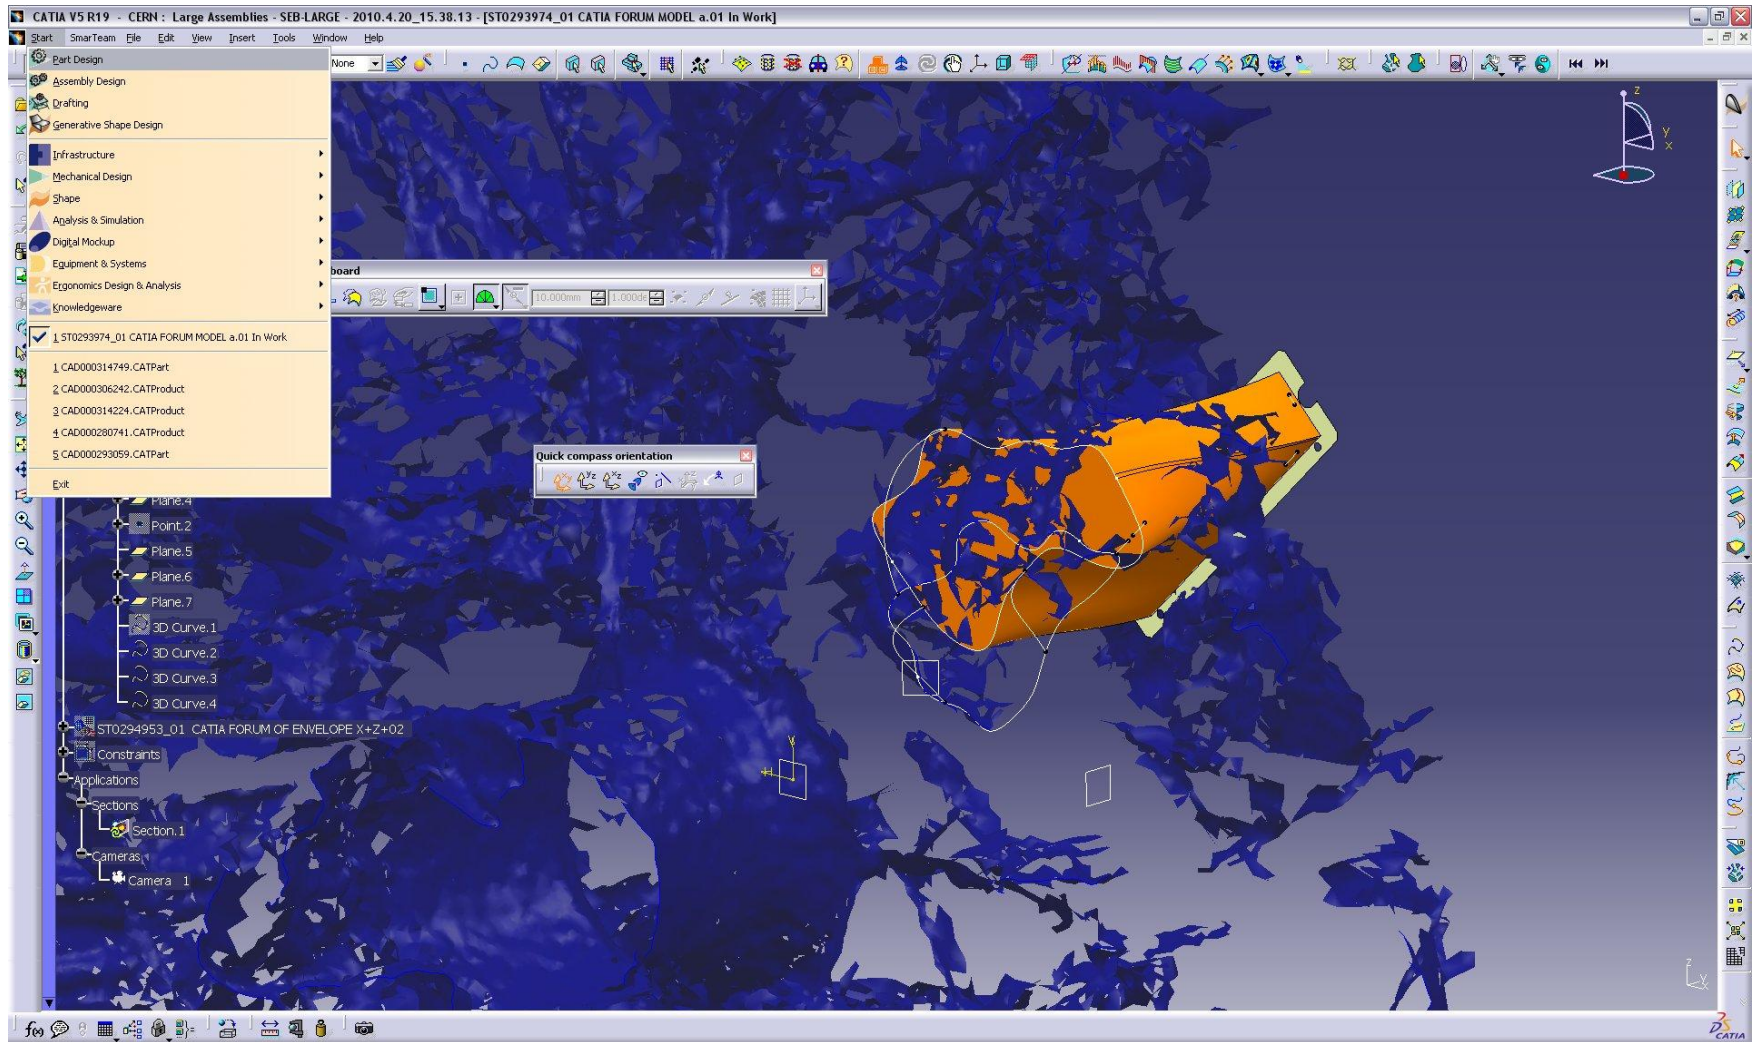 CATIA V5 R19 - CERN : Large Assemblies - SEB-LARGE - 2010.4.20_15.38.13 - [ST0293974_01 CATIA FORUM MODEL a.01 In Work]
Start SmarTeam File Edit View Insert Tools Window Help
None
Part Design
Assembly Design
Drafting
Generative Shape Design
Infrastructure
Mechanical Design
Shape
Analysis & Simulation
Digital Mockup
Equipment & Systems
Ergonomics Design & Analysis
Knowledgeware
1 ST0293974_01 CATIA FORUM MODEL a.01 In Work
1 CAD000314749.CATPart
2 CAD000306242.CATProduct
3 CAD000314224.CATProduct
4 CAD000280741.CATProduct
5 CAD000293059.CATPart
Exit
board
10.000mm 1.000de
Quick compass orientation
z
y
x
Plane.4
Point.2
Plane.5
Plane.6
Plane.7
3D Curve.1
3D Curve.2
3D Curve.3
3D Curve.4
ST0294953_01 CATIA FORUM OF ENVELOPE X+Z+02
Constraints
Applications
Sections
Section.1
Cameras
Camera 1
f(x)
CATIA